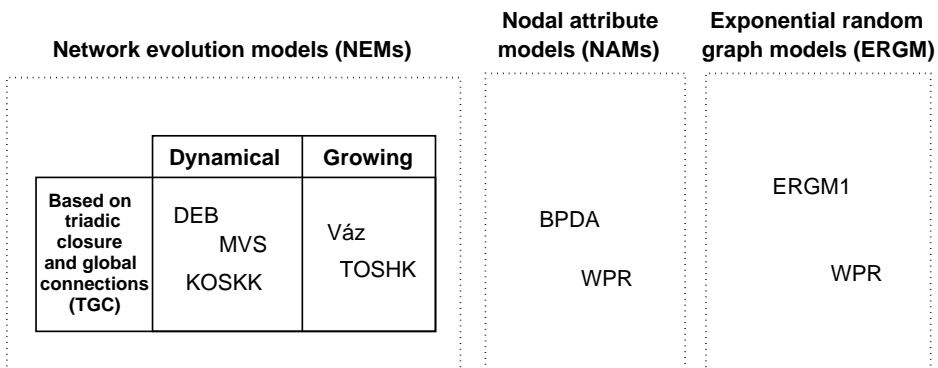 Network evolution models (NEMs)
Dynamical
Growing
Based on
triadic
closure
and global
connections
(TGC)
DEB
MVS
KOSKK
Váz
TOSHK
Nodal attribute
models (NAMs)
BPDA
WPR
Exponential random
graph models (ERGM)
ERGM1
WPR